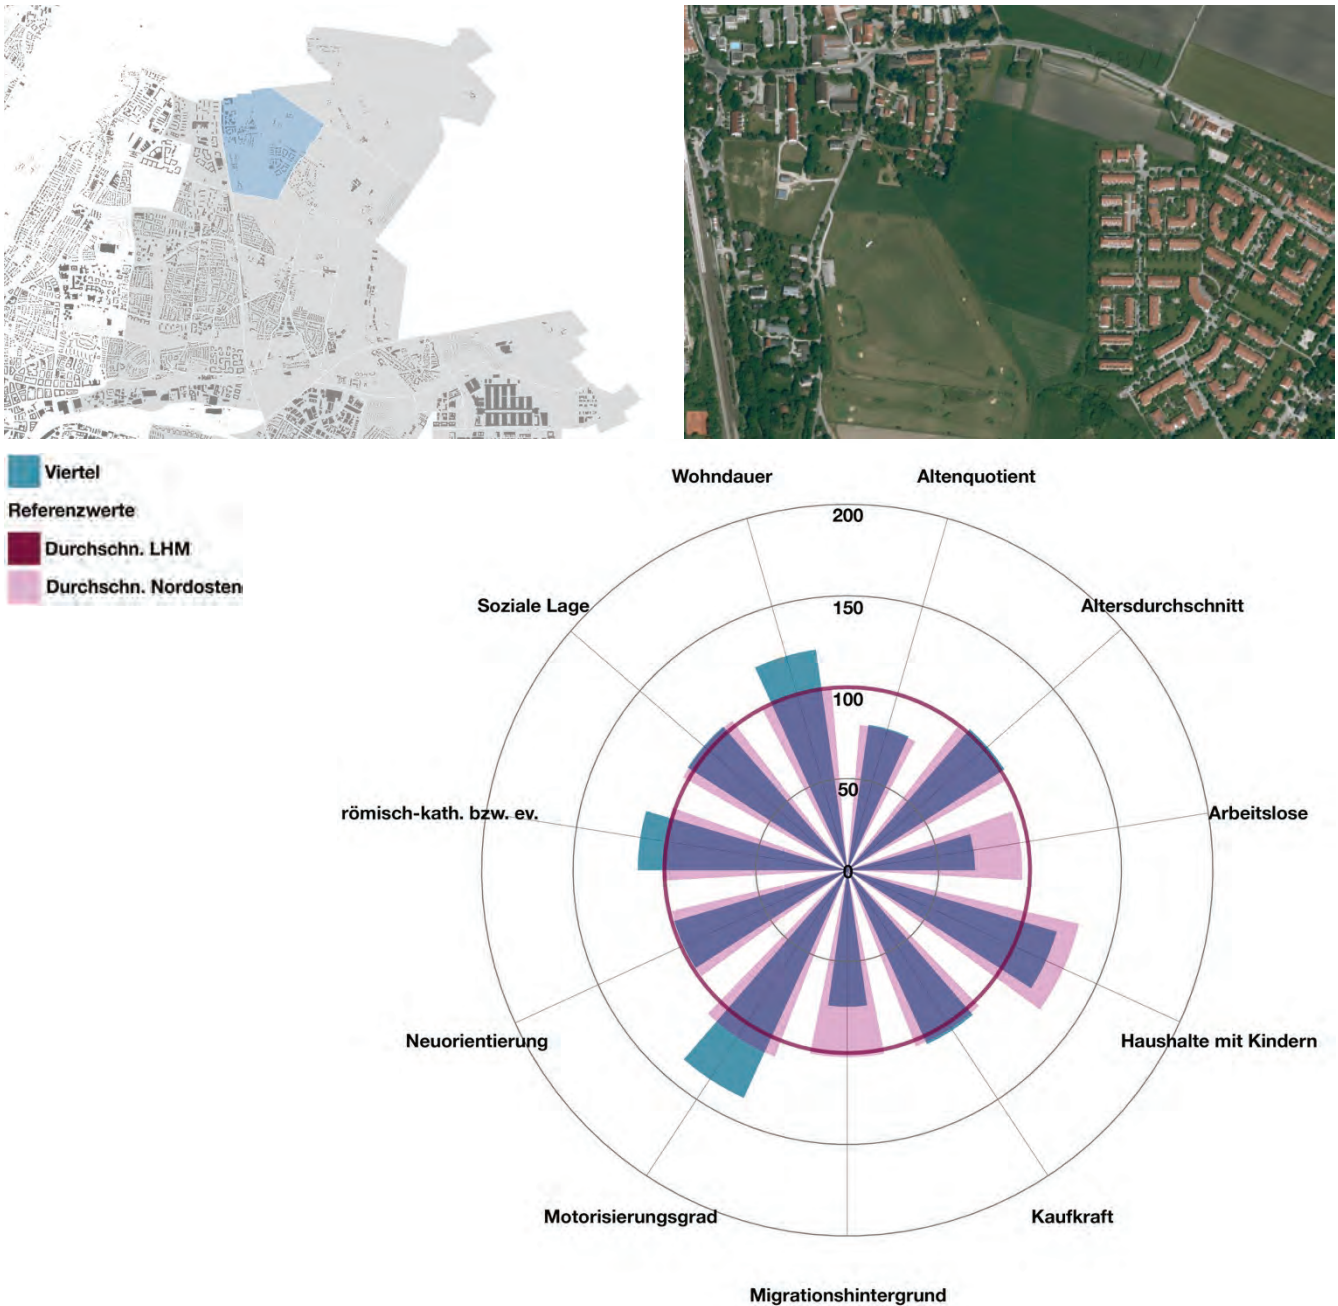 Viertel
Referenzwerte
Durchschn. LHM
Durchschn. Nordosten
Wohndauer
Altenquotient
200
Soziale Lage
150
Altersdurchschnitt
100
50
römisch-kath. bzw. ev.
Arbeitslose
0
Neuorientierung
Haushalte mit Kindern
Motorisierungsgrad
Kaufkraft
Migrationshintergrund